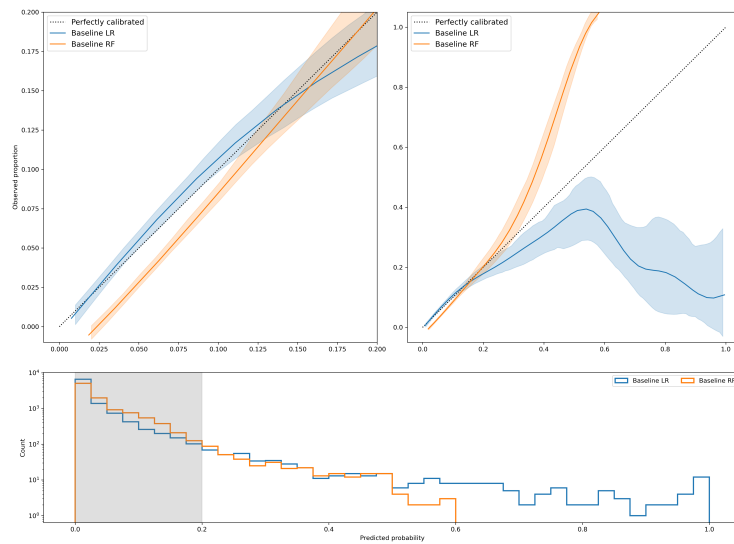 Perfectly calibrated
Baseline LR
Baseline RF
Observed proportion
0.200
0.175
0.150
0.125
0.100
0.075
0.050
0.025
0.000
0.000 0.025 0.050 0.075 0.100 0.125 0.150 0.175 0.200
Perfectly calibrated
Baseline LR
Baseline RF
1.0
0.8
0.6
0.4
0.2
0.0
0.0 0.2 0.4 0.6 0.8 1.0
Baseline LR Baseline RF
Count
10⁴
10³
10²
10¹
10⁰
0.0 0.2 0.4 0.6 0.8 1.0
Predicted probability